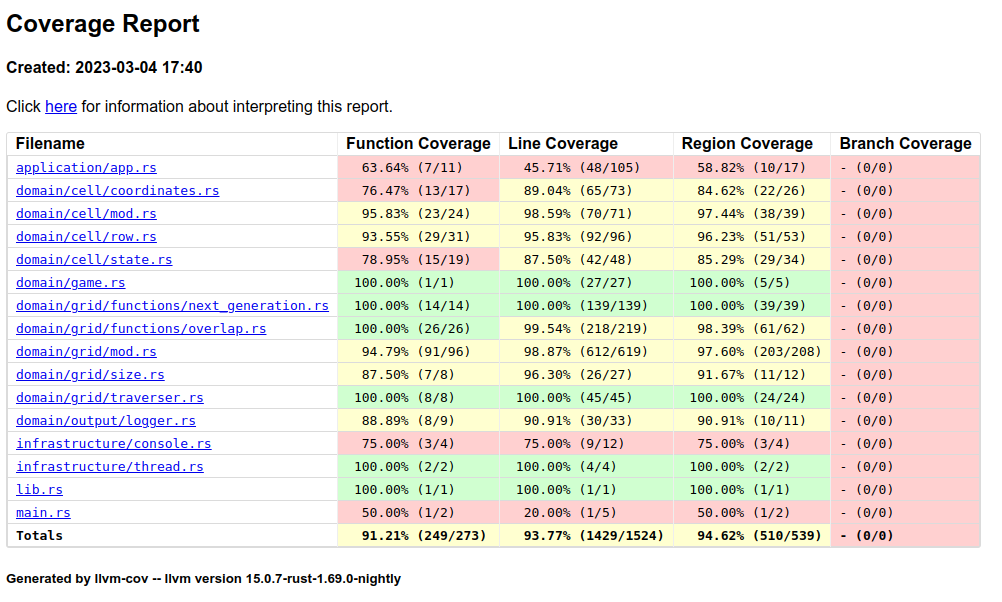 Coverage Report
Created: 2023-03-04 17:40
Click here for information about interpreting this report.
Filename Function Coverage Line Coverage Region Coverage Branch Coverage
application/app.rs 63.64% (7/11) 45.71% (48/105) 58.82% (10/17) - (0/0)
domain/cell/coordinates.rs 76.47% (13/17) 89.04% (65/73) 84.62% (22/26) - (0/0)
domain/cell/mod.rs 95.83% (23/24) 98.59% (70/71) 97.44% (38/39) - (0/0)
domain/cell/row.rs 93.55% (29/31) 95.83% (92/96) 96.23% (51/53) - (0/0)
domain/cell/state.rs 78.95% (15/19) 87.50% (42/48) 85.29% (29/34) - (0/0)
domain/game.rs 100.00% (1/1) 100.00% (27/27) 100.00% (5/5) - (0/0)
domain/grid/functions/next_generation.rs 100.00% (14/14) 100.00% (139/139) 100.00% (39/39) - (0/0)
domain/grid/functions/overlap.rs 100.00% (26/26) 99.54% (218/219) 98.39% (61/62) - (0/0)
domain/grid/mod.rs 94.79% (91/96) 98.87% (612/619) 97.60% (203/208) - (0/0)
domain/grid/size.rs 87.50% (7/8) 96.30% (26/27) 91.67% (11/12) - (0/0)
domain/grid/traverser.rs 100.00% (8/8) 100.00% (45/45) 100.00% (24/24) - (0/0)
domain/output/logger.rs 88.89% (8/9) 90.91% (30/33) 90.91% (10/11) - (0/0)
infrastructure/console.rs 75.00% (3/4) 75.00% (9/12) 75.00% (3/4) - (0/0)
infrastructure/thread.rs 100.00% (2/2) 100.00% (4/4) 100.00% (2/2) - (0/0)
lib.rs 100.00% (1/1) 100.00% (1/1) 100.00% (1/1) - (0/0)
main.rs 50.00% (1/2) 20.00% (1/5) 50.00% (1/2) - (0/0)
Totals 91.21% (249/273) 93.77% (1429/1524) 94.62% (510/539) - (0/0)
Generated by llvm-cov -- llvm version 15.0.7-rust-1.69.0-nightly